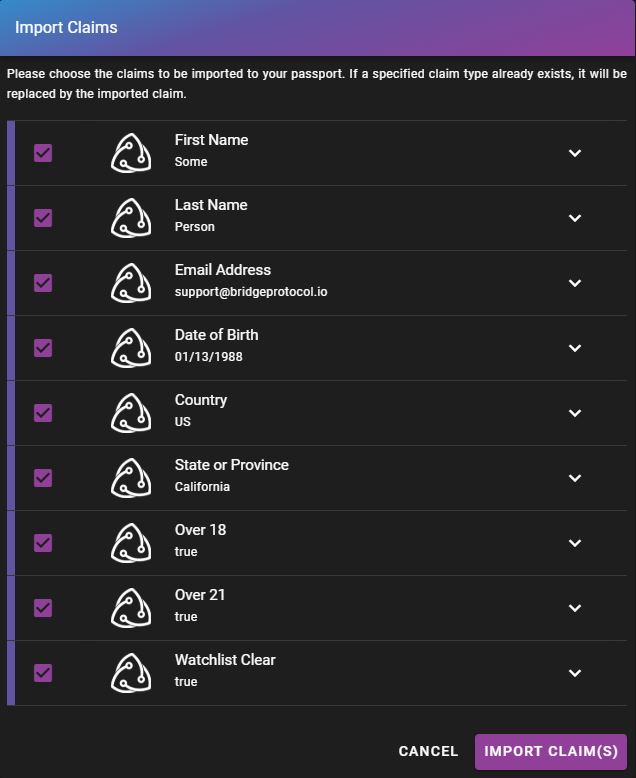 Import Claims
Please choose the claims to be imported to your passport. If a specified claim type already exists, it will be
replaced by the imported claim.
First Name
Some
Last Name
Person
Email Address
support@bridgeprotocol.io
Date of Birth
01/13/1988
Country
US
State or Province
California
Over 18
true
Over 21
true
Watchlist Clear
true
CANCEL IMPORT CLAIM(S)